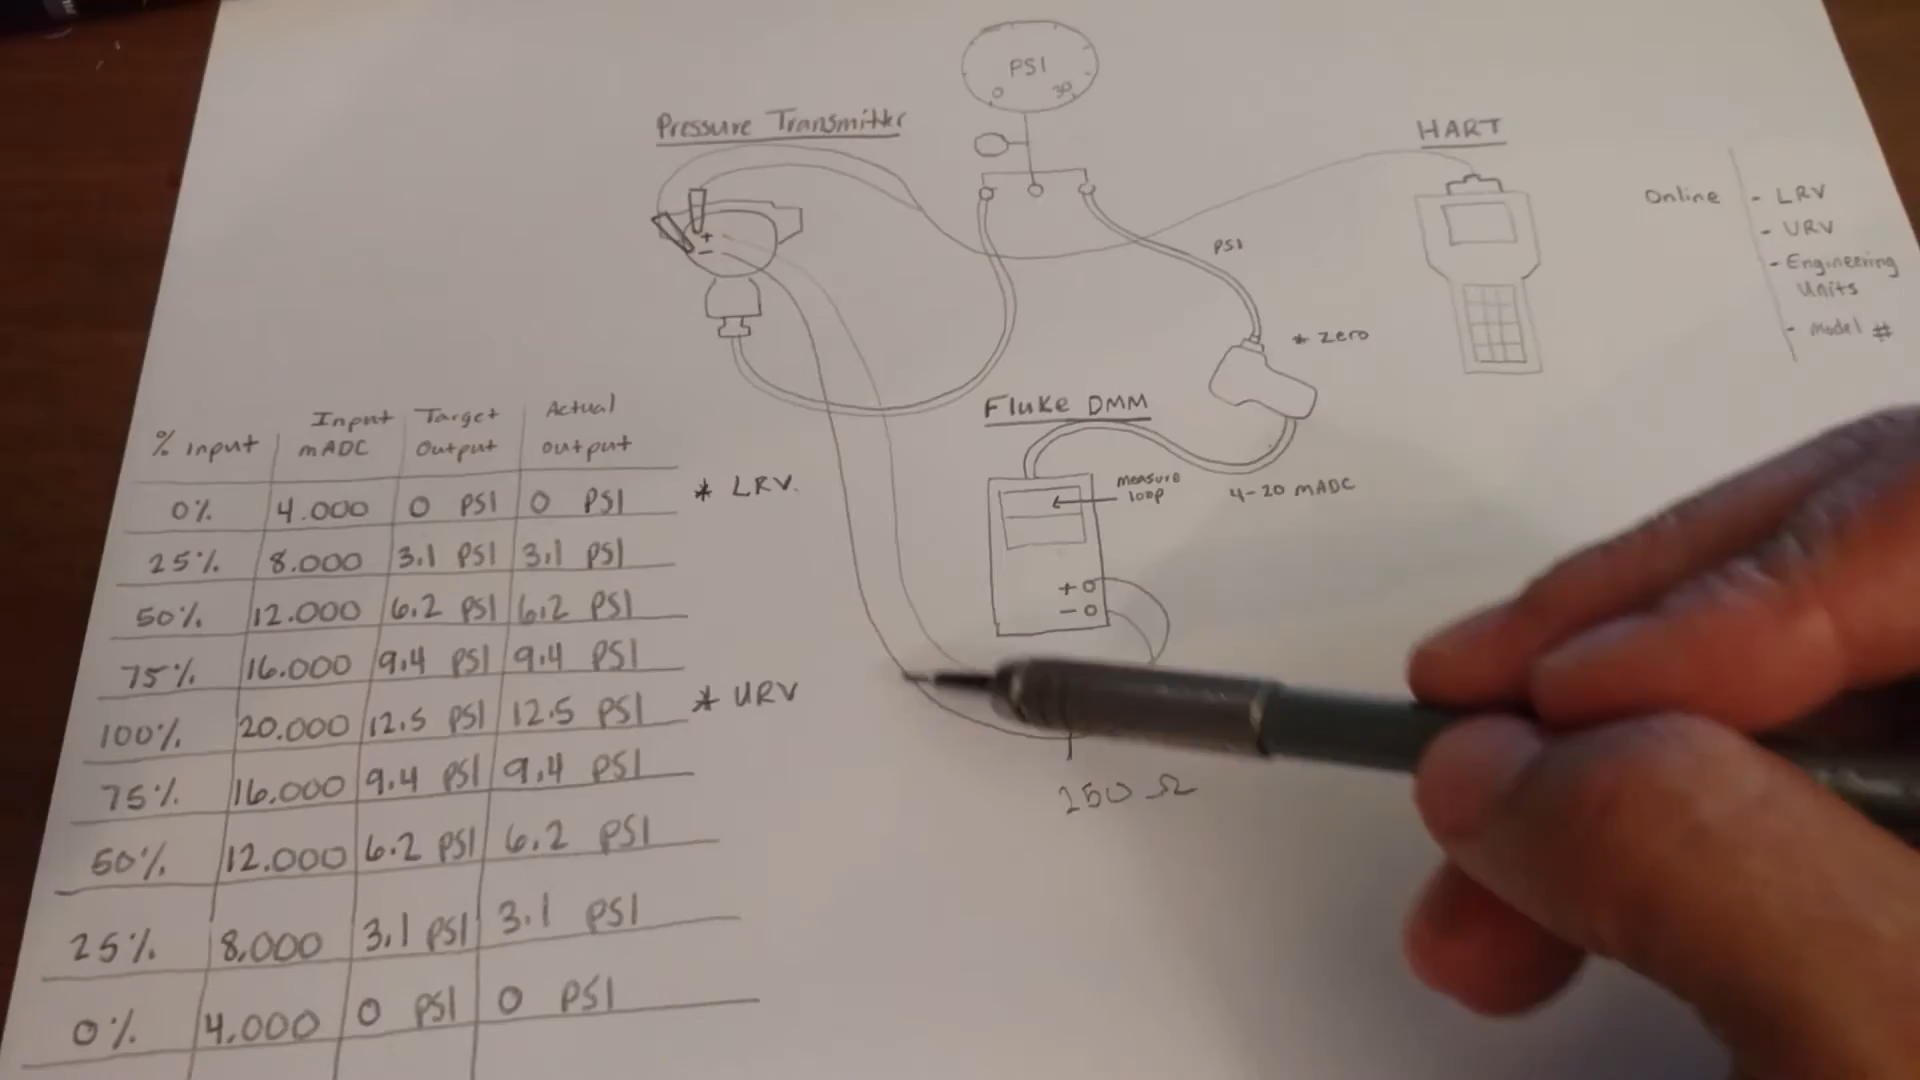 PSI
0 30
Pressure Transmitter
HART
+
-
PSI
* Zero
Online
- LRV
- URV
- Engineering
Units
- Model #
Fluke DMM
measure
loop
4-20 MADC
+
-
250 Ω
% Input Input mADC Target Output Actual Output
0% 4.000 0 PSI 0 PSI * LRV.
25% 8.000 3.1 PSI 3.1 PSI
50% 12.000 6.2 PSI 6.2 PSI
75% 16.000 9.4 PSI 9.4 PSI
100% 20.000 12.5 PSI 12.5 PSI * URV
75% 16.000 9.4 PSI 9.4 PSI
50% 12.000 6.2 PSI 6.2 PSI
25% 8.000 3.1 PSI 3.1 PSI
0% 4.000 0 PSI 0 PSI